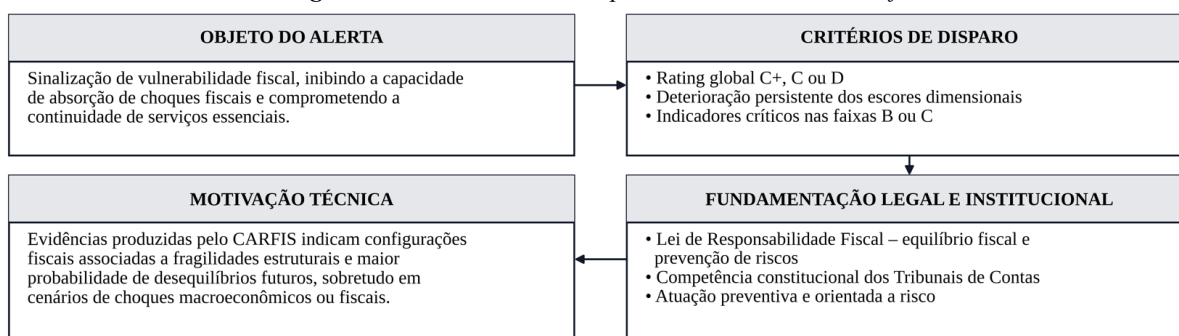 OBJETO DO ALERTA
Sinalização de vulnerabilidade fiscal, inibindo a capacidade
de absorção de choques fiscais e comprometendo a
continuidade de serviços essenciais.
CRITÉRIOS DE DISPARO
• Rating global C+, C ou D
• Deterioração persistente dos escores dimensionais
• Indicadores críticos nas faixas B ou C
FUNDAMENTAÇÃO LEGAL E INSTITUCIONAL
• Lei de Responsabilidade Fiscal – equilíbrio fiscal e
prevenção de riscos
• Competência constitucional dos Tribunais de Contas
• Atuação preventiva e orientada a risco
MOTIVAÇÃO TÉCNICA
Evidências produzidas pelo CARFIS indicam configurações
fiscais associadas a fragilidades estruturais e maior
probabilidade de desequilíbrios futuros, sobretudo em
cenários de choques macroeconômicos ou fiscais.